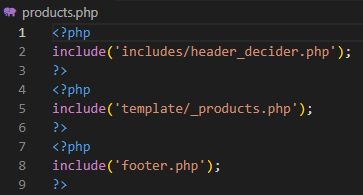 products.php
1 <?php
2 include('includes/header_decider.php');
3 ?>
4 <?php
5 include('template/_products.php');
6 ?>
7 <?php
8 include('footer.php');
9 ?>